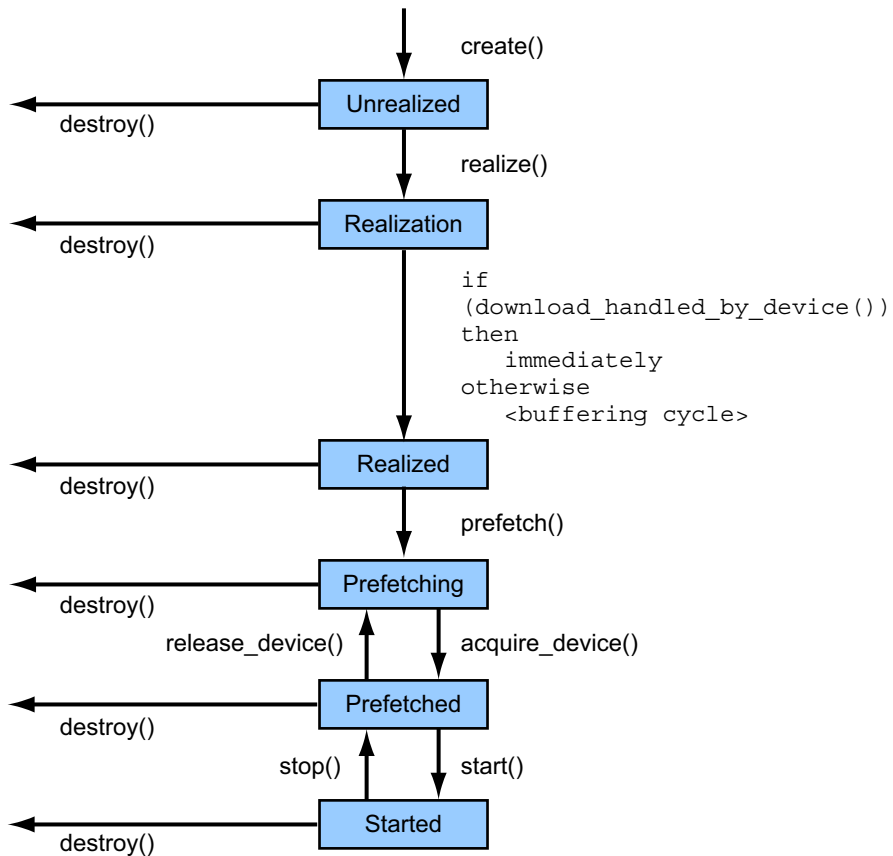 create()
Unrealized
destroy()
realize()
Realization
destroy()
if
(download_handled_by_device())
then
immediately
otherwise
<buffering cycle>
Realized
destroy()
prefetch()
Prefetching
destroy()
release_device()
acquire_device()
Prefetched
destroy()
stop()
start()
Started
destroy()